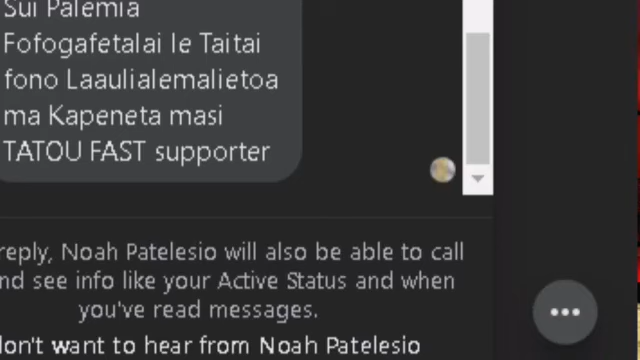 Sui Palemia
Fofogafetalai le Taitai
fono Laaulialemalietoa
ma Kapeneta masi
TATOU FAST supporter
reply, Noah Patelesio will also be able to call
nd see info like your Active Status and when
you've read messages.
don't want to hear from Noah Patelesio